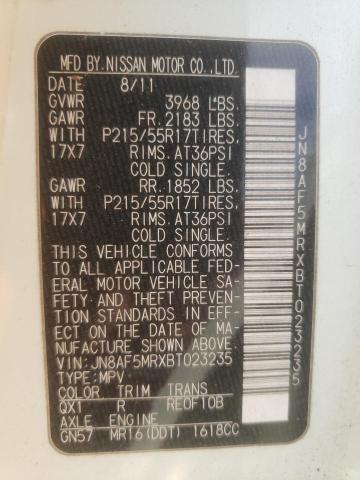 MFD BY NISSAN MOTOR CO., LTD.
DATE 8/11
GVWR 3968 LBS.
GAWR FR. 2183 LBS.
WITH P215/55R17TIRES,
17X7 RIMS. AT36PSI
COLD SINGLE.
GAWR RR. 1852 LBS.
WITH P215/55R17TIRES,
17X7 RIMS. AT36PSI
COLD SINGLE.
THIS VEHICLE CONFORMS
TO ALL APPLICABLE FED-
ERAL MOTOR VEHICLE SA-
FETY AND THEFT PREVEN-
TION STANDARDS IN EFF-
ECT ON THE DATE OF MA-
NUFACTURE SHOWN ABOVE.
VIN:JN8AF5MRXBT023235
TYPE:MPV
COLOR TRIM TRANS
QX1 R RE0F10B
AXLE ENGINE
GN57 MR16(DDT) 1618CC
JN8AF5MRXBT023235